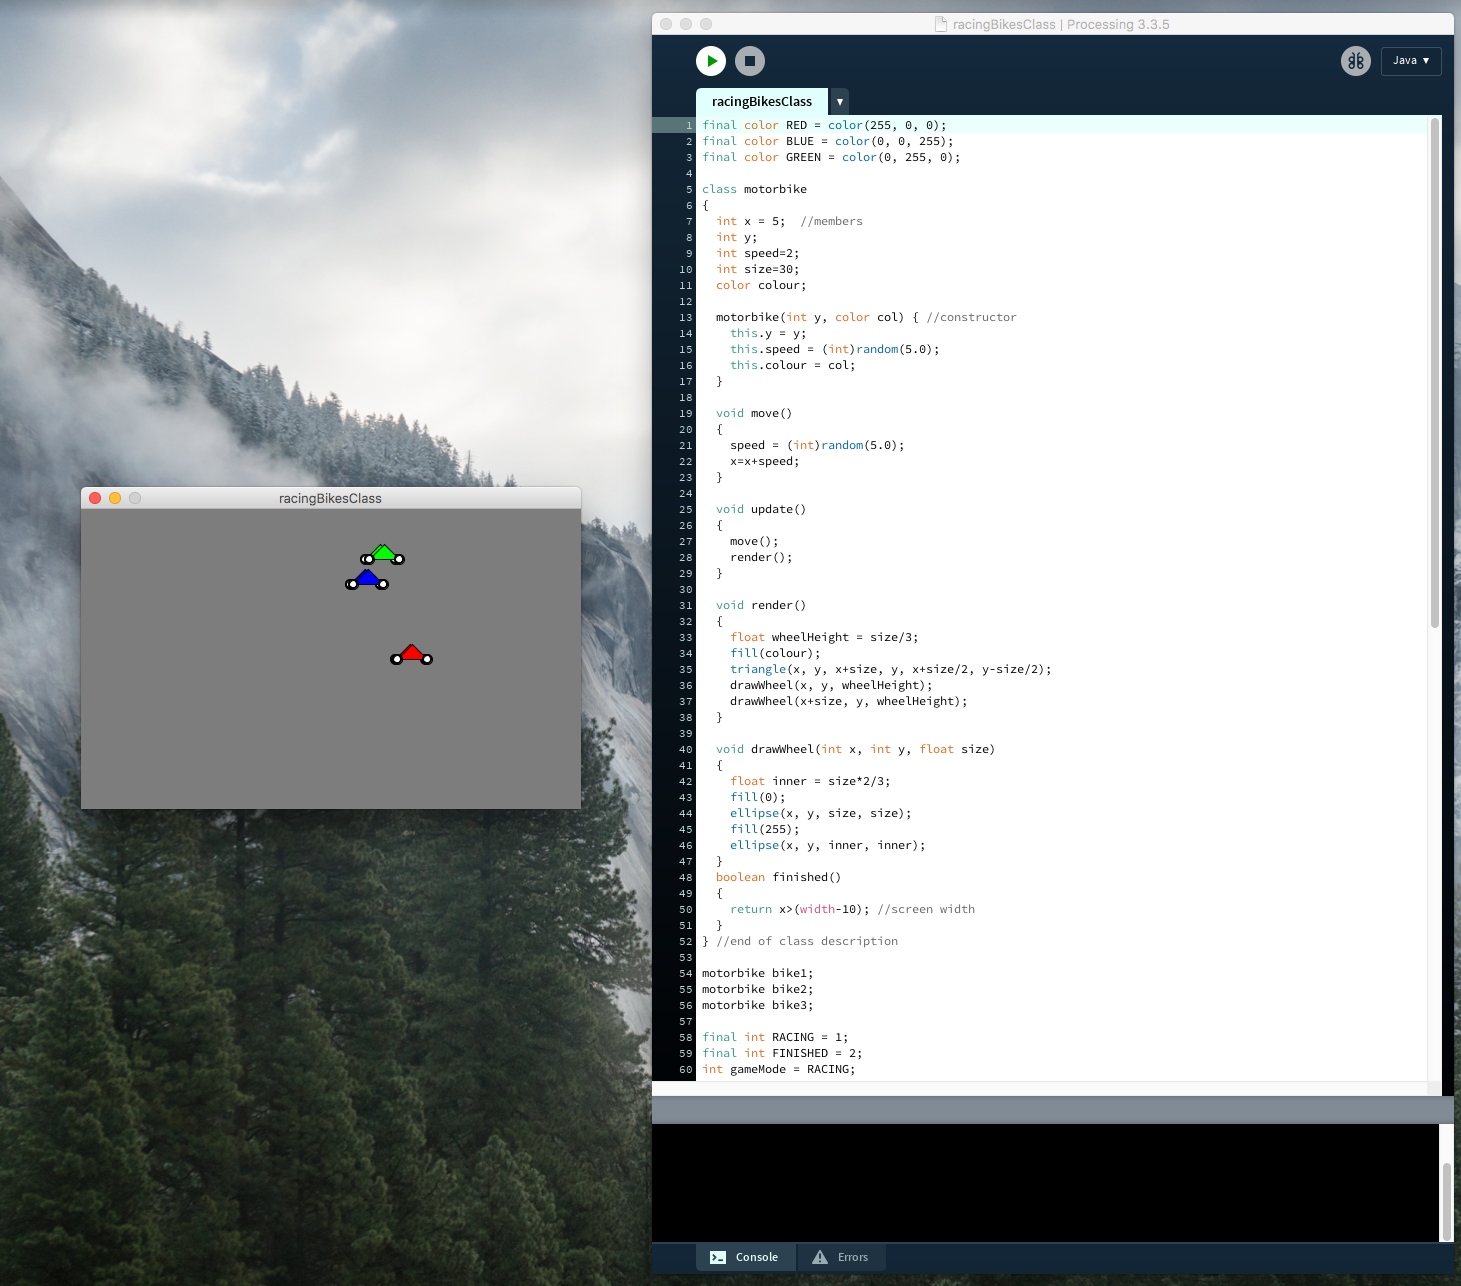 racingBikesClass | Processing 3.3.5
Java ▼
racingBikesClass ▼
1 final color RED = color(255, 0, 0);
2 final color BLUE = color(0, 0, 255);
3 final color GREEN = color(0, 255, 0);
4
5 class motorbike
6 {
7   int x = 5;  //members
8   int y;
9   int speed=2;
10   int size=30;
11   color colour;
12
13   motorbike(int y, color col) { //constructor
14     this.y = y;
15     this.speed = (int)random(5.0);
16     this.colour = col;
17   }
18
19   void move()
20   {
21     speed = (int)random(5.0);
22     x=x+speed;
23   }
24
25   void update()
26   {
27     move();
28     render();
29   }
30
31   void render()
32   {
33     float wheelHeight = size/3;
34     fill(colour);
35     triangle(x, y, x+size, y, x+size/2, y-size/2);
36     drawWheel(x, y, wheelHeight);
37     drawWheel(x+size, y, wheelHeight);
38   }
39
40   void drawWheel(int x, int y, float size)
41   {
42     float inner = size*2/3;
43     fill(0);
44     ellipse(x, y, size, size);
45     fill(255);
46     ellipse(x, y, inner, inner);
47   }
48   boolean finished()
49   {
50     return x>(width-10); //screen width
51   }
52 } //end of class description
53
54 motorbike bike1;
55 motorbike bike2;
56 motorbike bike3;
57
58 final int RACING = 1;
59 final int FINISHED = 2;
60 int gameMode = RACING;
Console
Errors
racingBikesClass